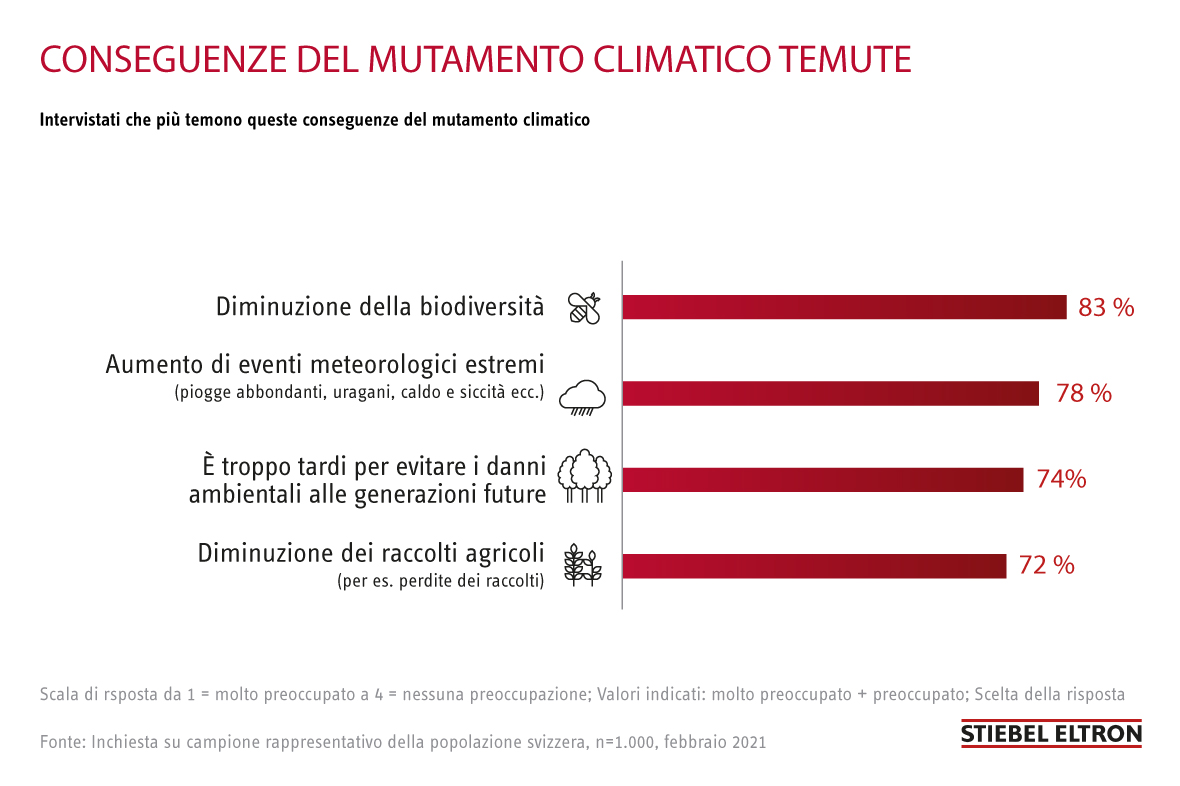 CONSEGUENZE DEL MUTAMENTO CLIMATICO TEMUTE
Intervistati che più temono queste conseguenze del mutamento climatico
Diminuzione della biodiversità
83 %
Aumento di eventi meteorologici estremi
(piogge abbondanti, uragani, caldo e siccità ecc.)
78 %
È troppo tardi per evitare i danni
ambientali alle generazioni future
74%
Diminuzione dei raccolti agricoli
(per es. perdite dei raccolti)
72 %
Scala di rsposta da 1 = molto preoccupato a 4 = nessuna preoccupazione; Valori indicati: molto preoccupato + preoccupato; Scelta della risposta
Fonte: Inchiesta su campione rappresentativo della popolazione svizzera, n=1.000, febbraio 2021
STIEBEL ELTRON